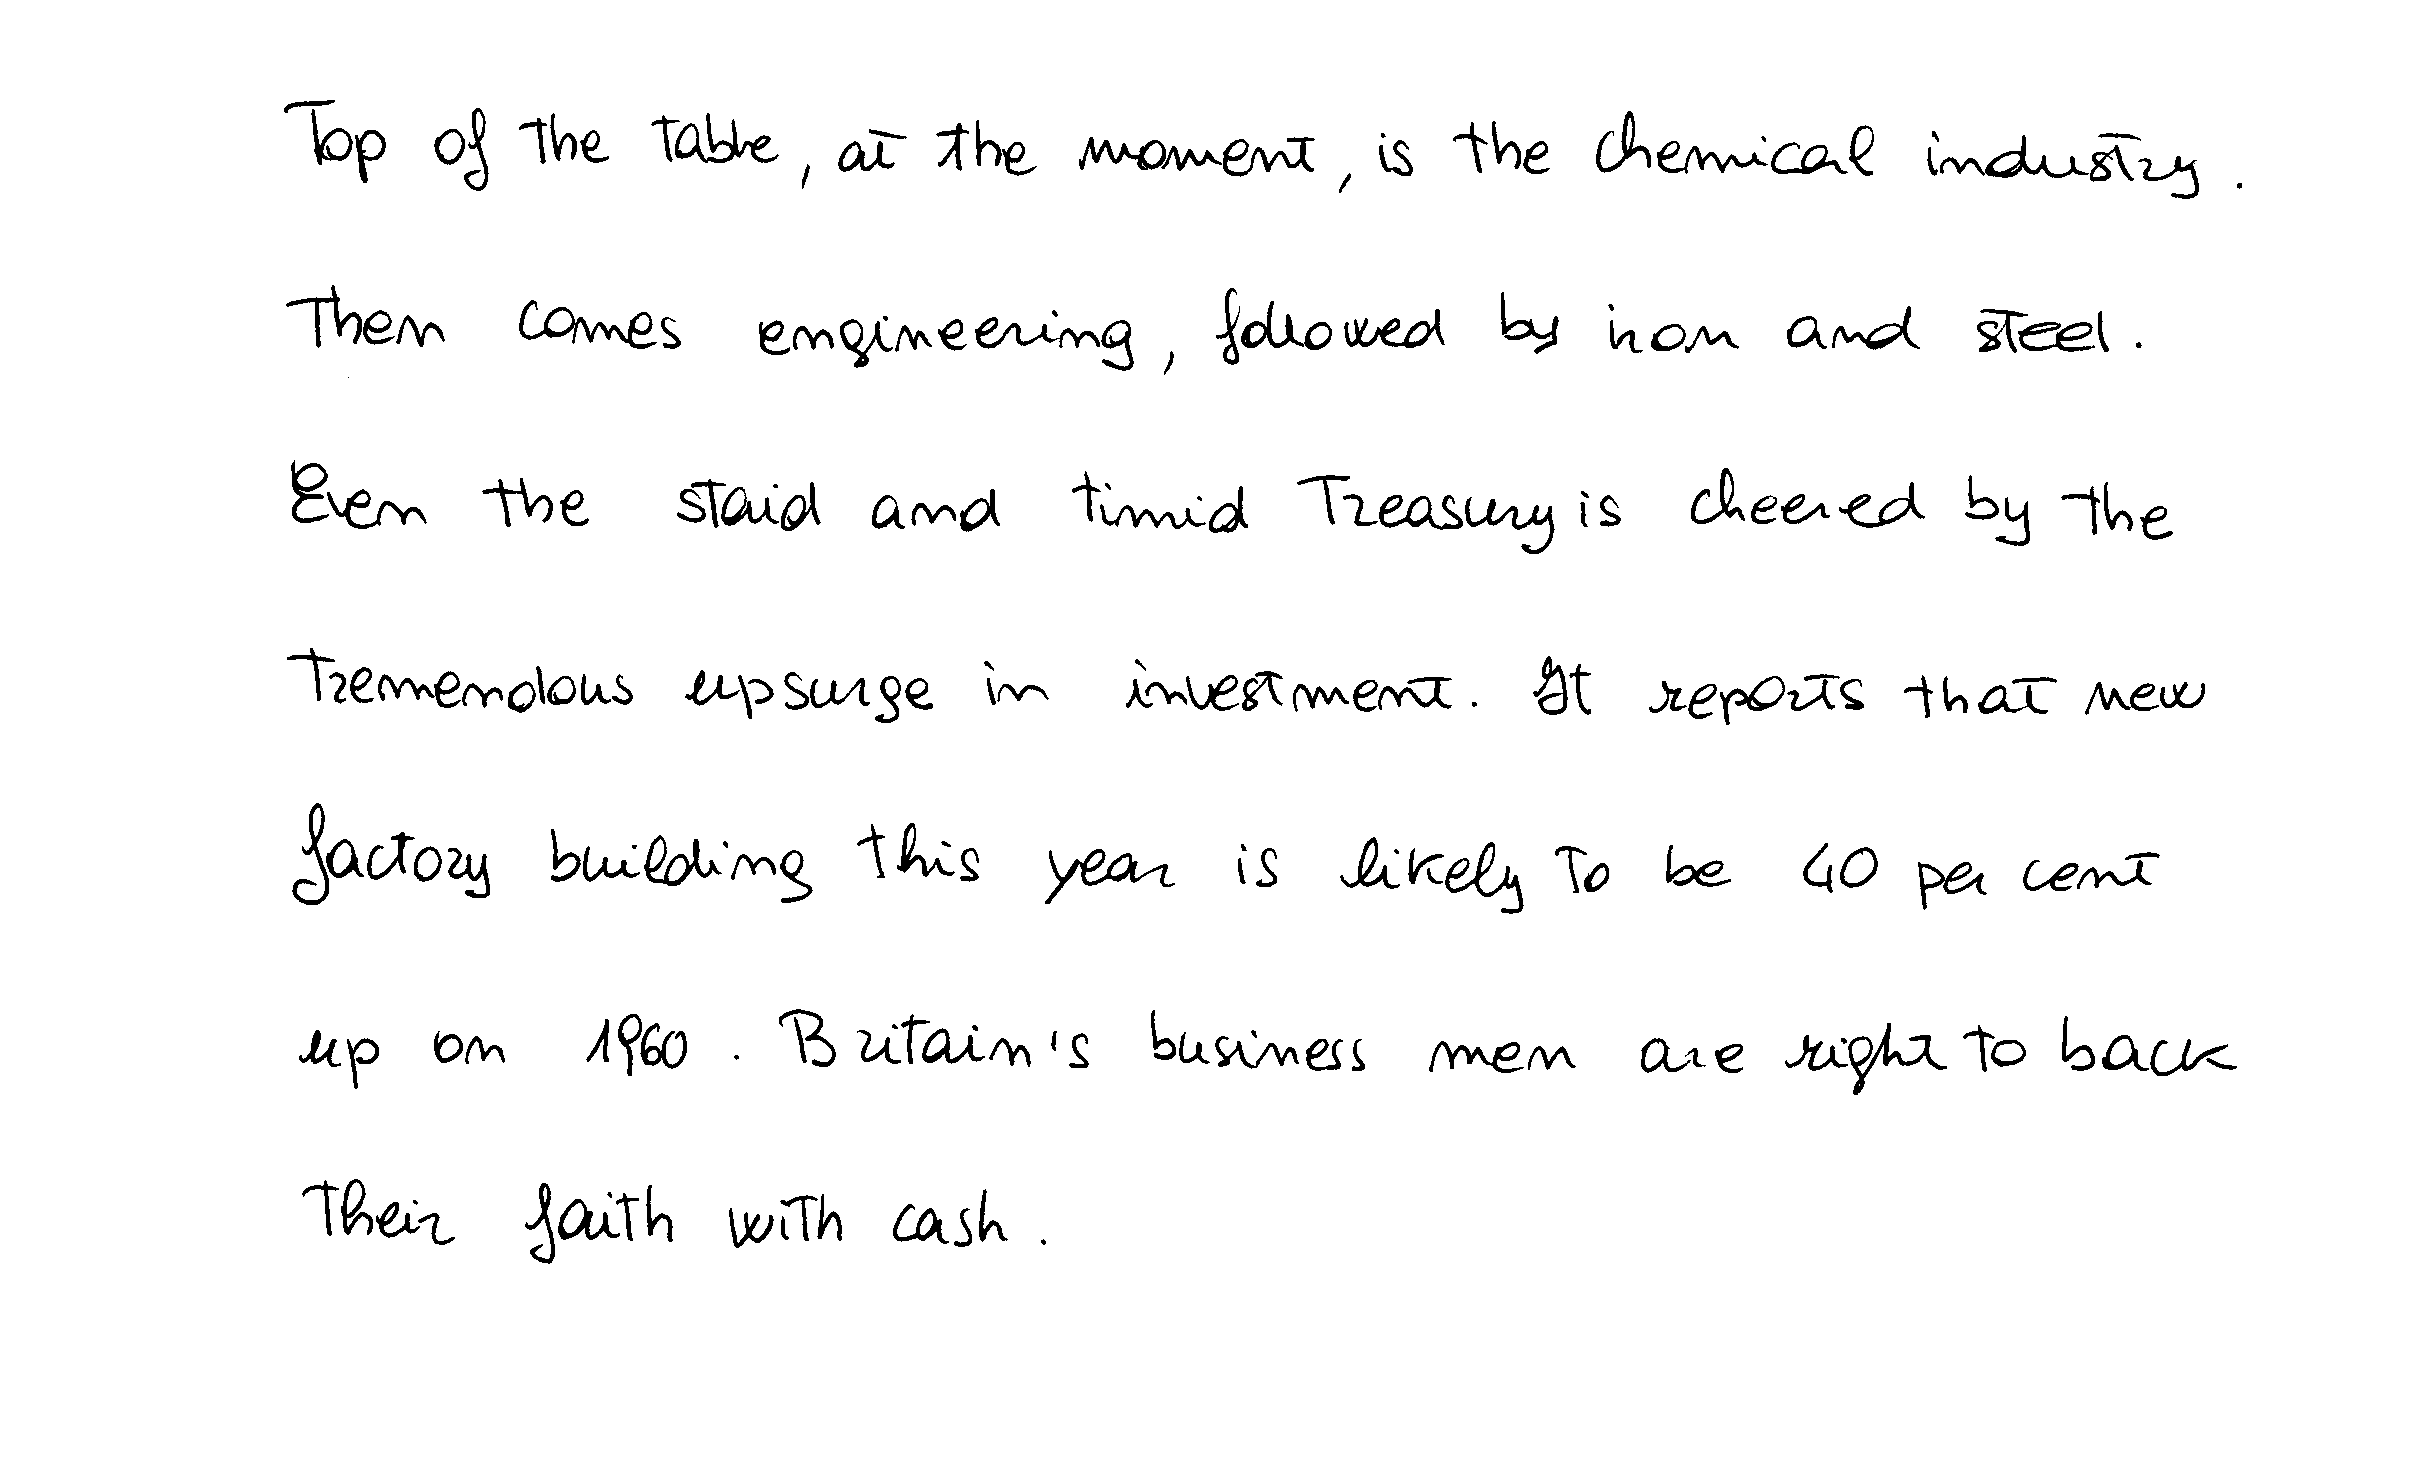 Top of the table, at the moment, is the chemical industry.
Then comes engineering, followed by iron and steel.
Even the staid and timid Treasury is cheered by the
tremendous upsurge in investment. It reports that new
factory building this year is likely to be 40 per cent
up on 1960. Britain's business men are right to back
their faith with cash.